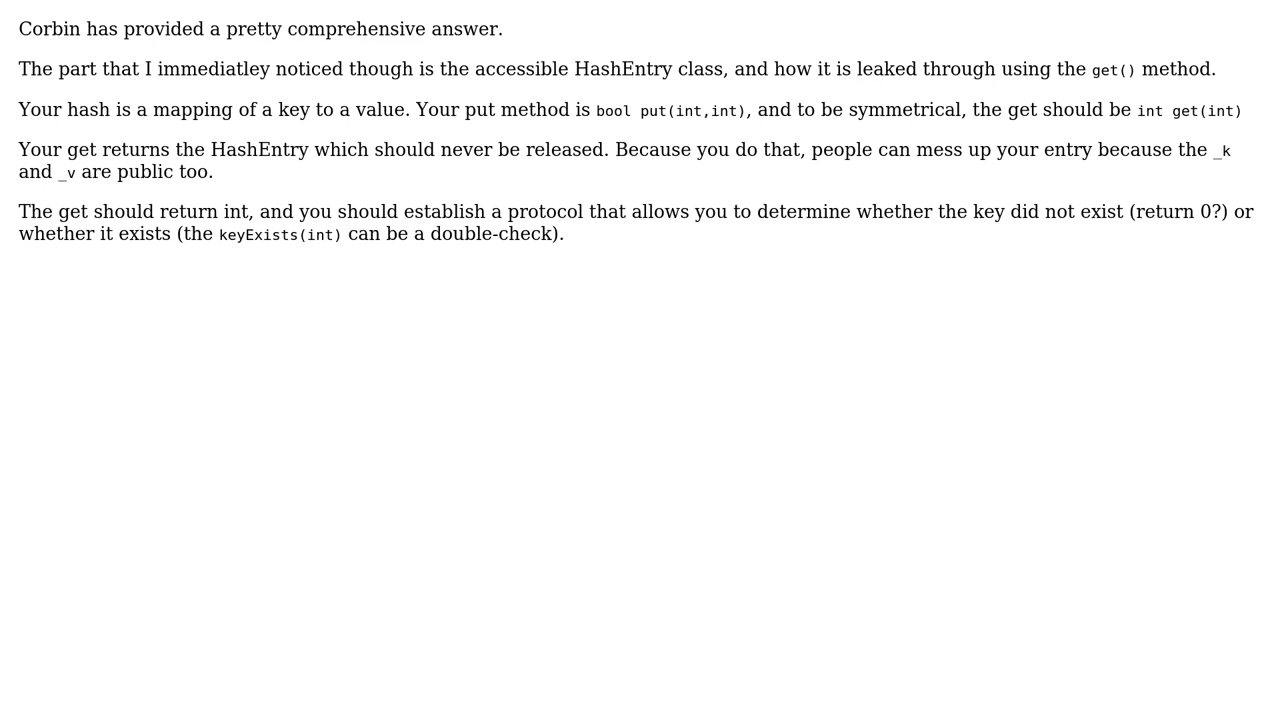 Corbin has provided a pretty comprehensive answer.
The part that I immediatley noticed though is the accessible HashEntry class, and how it is leaked through using the get() method.
Your hash is a mapping of a key to a value. Your put method is bool put(int,int), and to be symmetrical, the get should be int get(int)
Your get returns the HashEntry which should never be released. Because you do that, people can mess up your entry because the _k
and _v are public too.
The get should return int, and you should establish a protocol that allows you to determine whether the key did not exist (return 0?) or
whether it exists (the keyExists(int) can be a double-check).